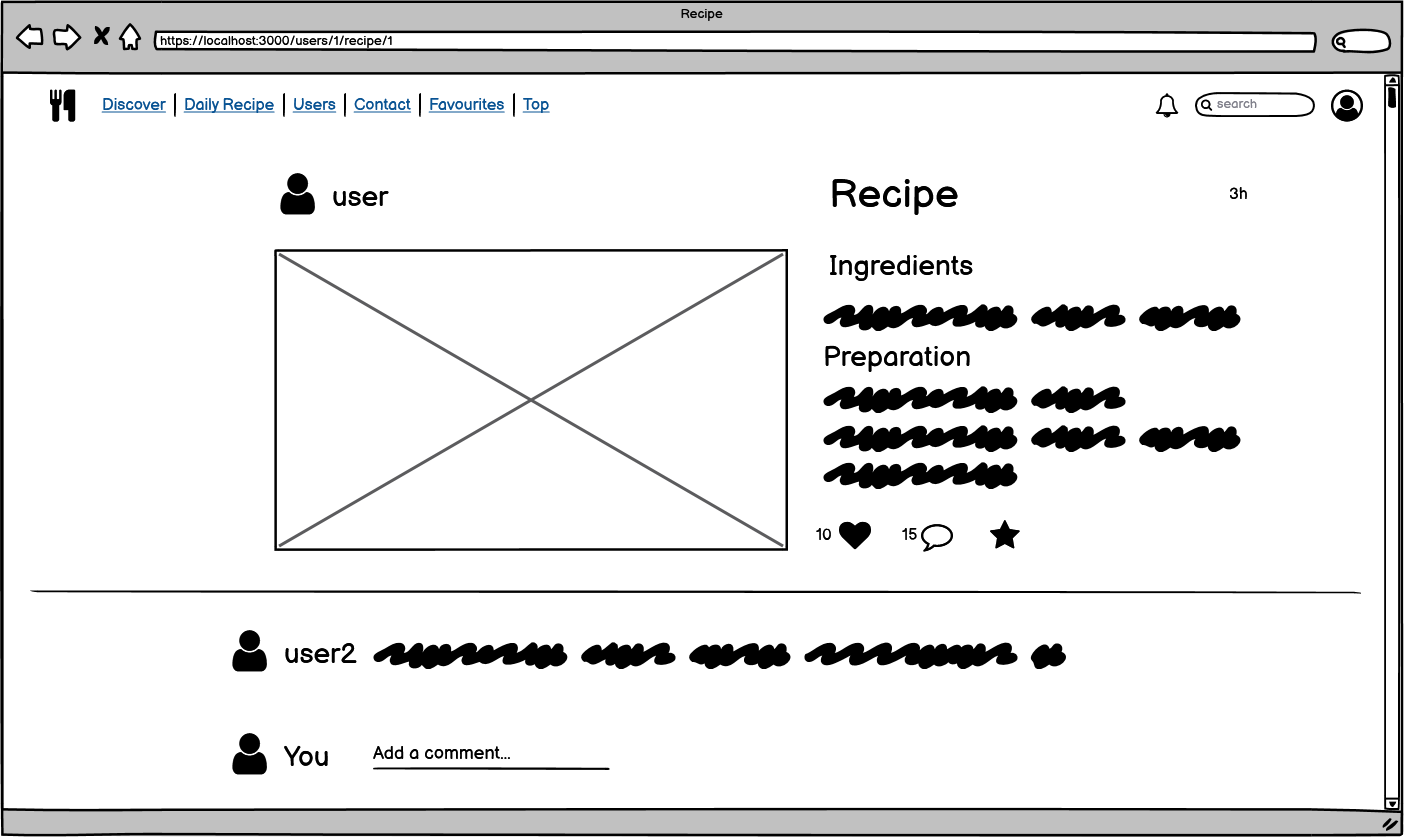 Recipe
https://localhost:3000/users/1/recipe/1
Discover Daily Recipe Users Contact Favourites Top search
user Recipe 3h
Ingredients
Preparation
10 15
user2
You Add a comment...